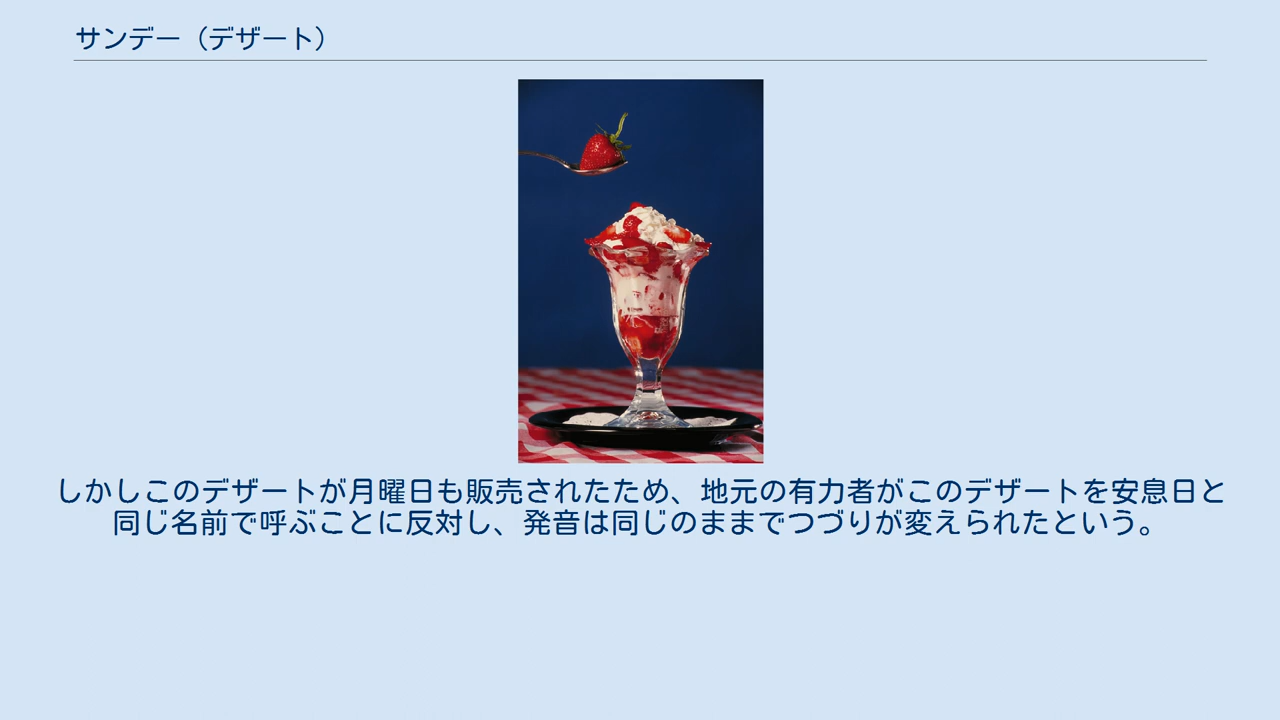 サンデー（デザート）
しかしこのデザートが月曜日も販売されたため、地元の有力者がこのデザートを安息日と
同じ名前で呼ぶことに反対し、発音は同じのままでつづりが変えられたという。